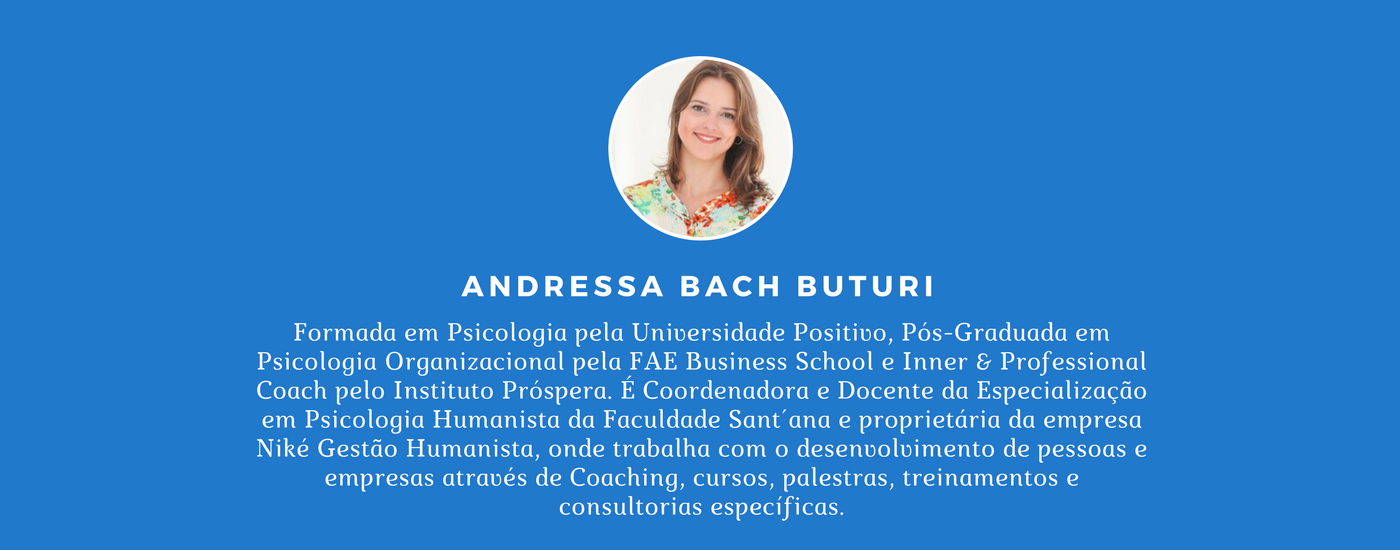 ANDRESSA BACH BUTURI
Formada em Psicologia pela Universidade Positivo, Pós-Graduada em
Psicologia Organizacional pela FAE Business School e Inner & Professional
Coach pelo Instituto Próspera. É Coordenadora e Docente da Especialização
em Psicologia Humanista da Faculdade Sant´ana e proprietária da empresa
Niké Gestão Humanista, onde trabalha com o desenvolvimento de pessoas e
empresas através de Coaching, cursos, palestras, treinamentos e
consultorias específicas.